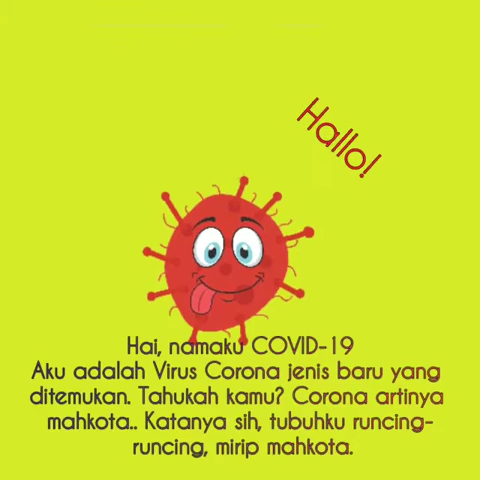 Hallo!
Hai, namaku COVID-19
Aku adalah Virus Corona jenis baru yang
ditemukan. Tahukah kamu? Corona artinya
mahkota.. Katanya sih, tubuhku runcing-
runcing, mirip mahkota.